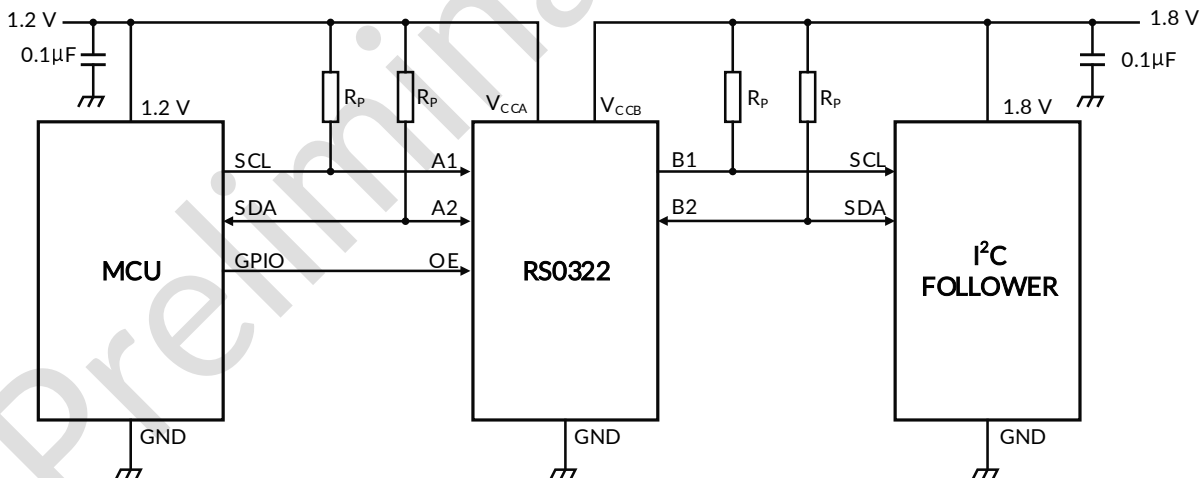 1.2 V
1.8 V
0.1μF
0.1μF
R_P
R_P
R_P
R_P
V_CCA
V_CCB
1.2 V
1.8 V
SCL
A1
B1
SCL
SDA
A2
B2
SDA
GPIO
OE
MCU
RS0322
I²C
FOLLOWER
GND
GND
GND
Prelimina